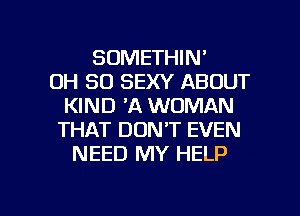 SOMETHIN'
OH SO SEXY ABOUT
KIND 'A WOMAN
THAT DON'T EVEN
NEED MY HELP